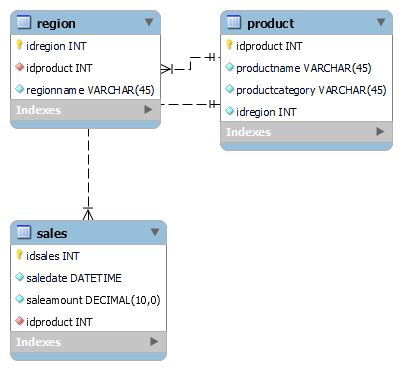 region
idregion INT
idproduct INT
regionname VARCHAR(45)
Indexes
product
idproduct INT
productname VARCHAR(45)
productcategory VARCHAR(45)
idregion INT
Indexes
sales
idsales INT
saledate DATETIME
saleamount DECIMAL(10,0)
idproduct INT
Indexes